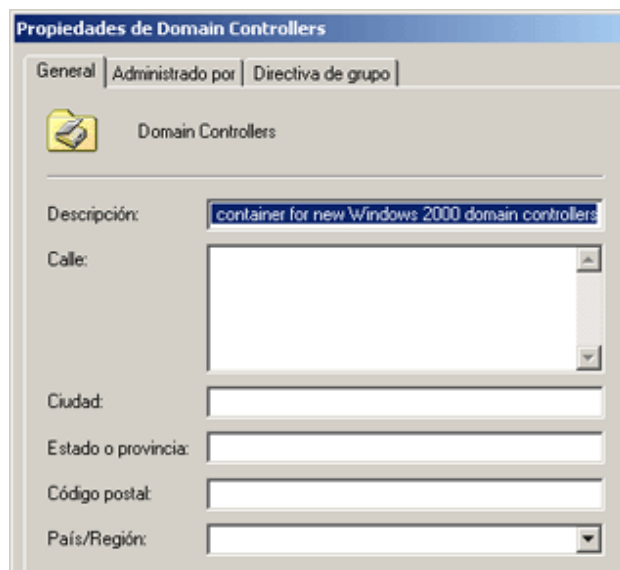 Propiedades de Domain Controllers
General Administrado por Directiva de grupo
Domain Controllers
Descripción: container for new Windows 2000 domain controllers
Calle:
Ciudad:
Estado o provincia:
Código postal:
País/Región: